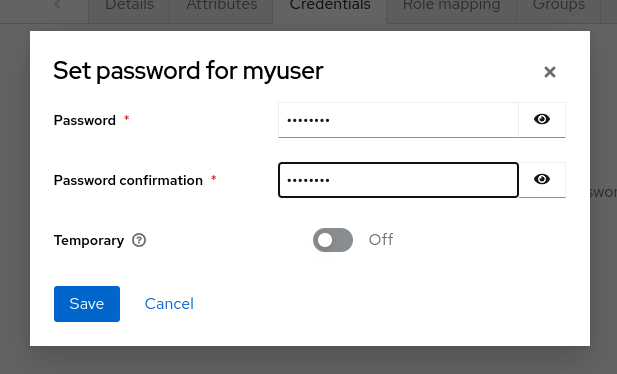 Details Attributes Credentials Role mapping Groups
Set password for myuser
Password *
••••••••
Password confirmation *
••••••••
Temporary
Off
Save Cancel